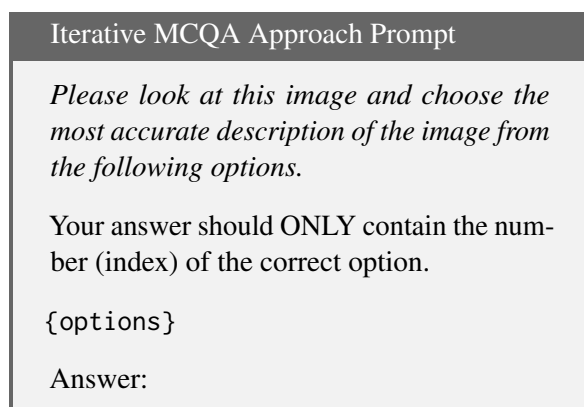 Iterative MCQA Approach Prompt
Please look at this image and choose the
most accurate description of the image from
the following options.
Your answer should ONLY contain the num-
ber (index) of the correct option.
{options}
Answer: